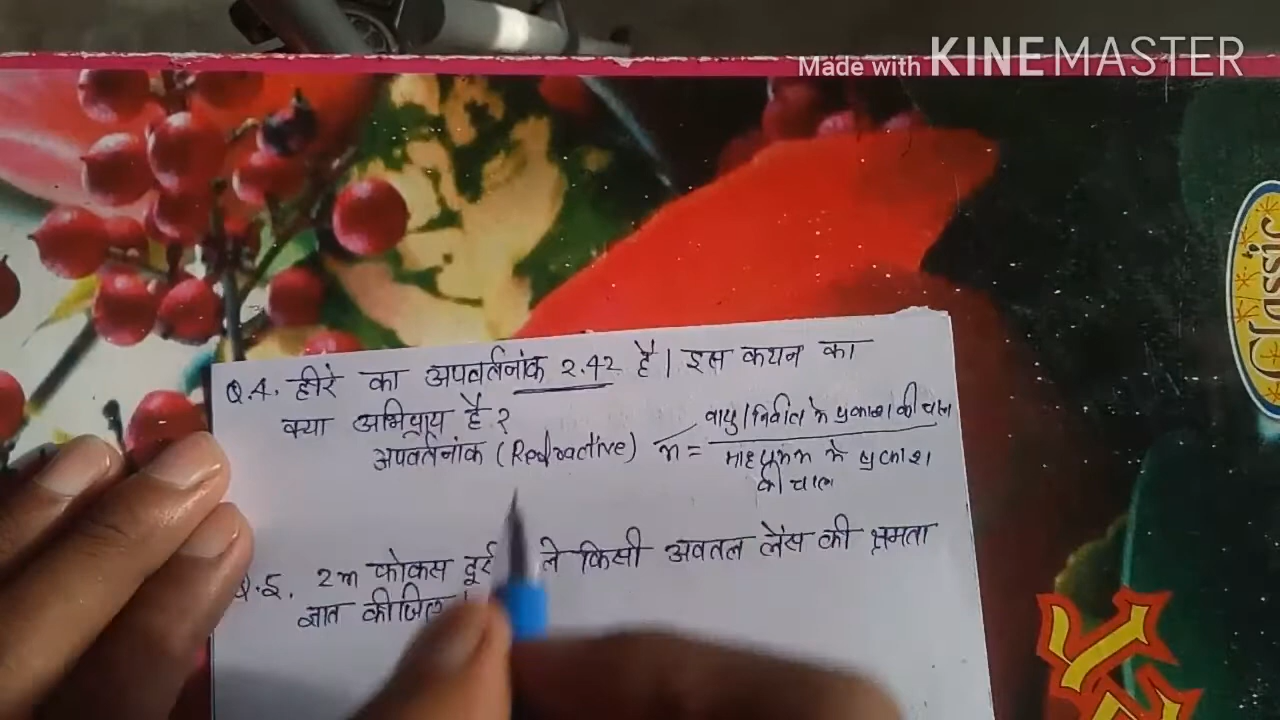 Made with KINEMASTER
Classic
Q.4. हीरे का अपवर्तनांक 2.42 है। इस कथन का
क्या अभिप्राय है?
अपवर्तनांक (Refractive) n = वायु/निर्वात मे प्रकाश की चाल
माध्यम मे प्रकाश
की चाल
Q.5. 2m फोकस किसी अवतल लेंस की क्षमता
ज्ञात